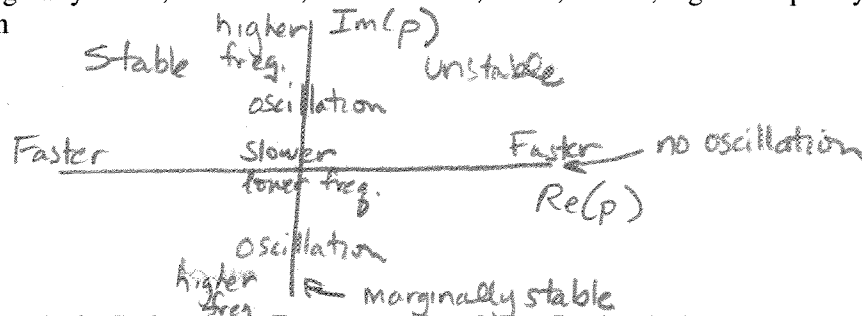 higher Im(p)
Stable freq. unstable
oscillation
Faster Slower Faster no oscillation
lower freq. Re(p)
oscillation
higher freq marginally stable